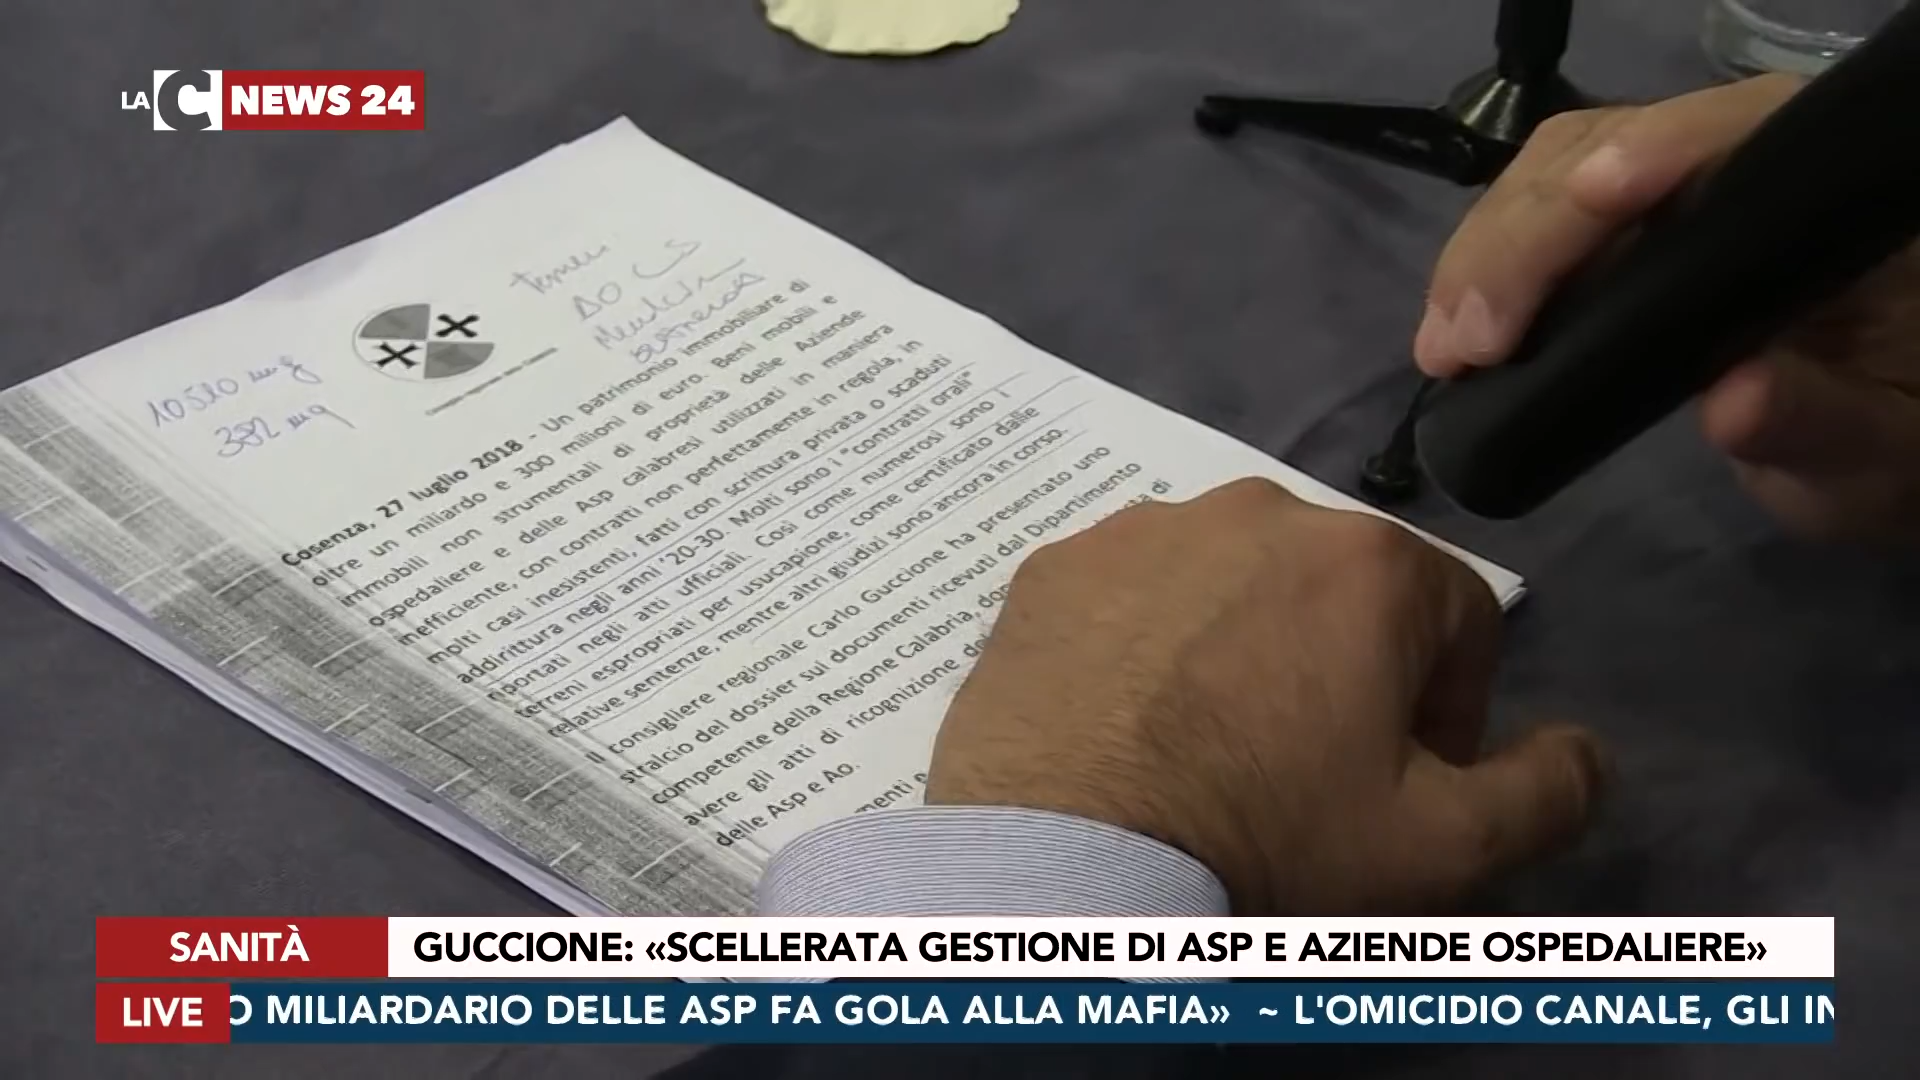 LA C NEWS 24
10510 mq
382 mq
AO CS
Cosenza, 27 luglio 2018 - Un patrimonio immobiliare di
oltre un miliardo e 300 milioni di euro. Beni mobili e
immobili non strumentali di proprietà delle Aziende
ospedaliere e delle Asp calabresi utilizzati in maniera
inefficiente, con contratti non perfettamente in regola, in
molti casi inesistenti, fatti con scrittura privata o scaduti
addirittura negli anni '20-30. Molti sono i "contratti orali"
riportati negli atti ufficiali. Così come numerosi sono i
terreni espropriati per usucapione, come certificato dalle
relative sentenze, mentre altri giudizi sono ancora in corso.
Il consigliere regionale Carlo Guccione ha presentato uno
stralcio del dossier sui documenti ricevuti dal Dipartimento
competente della Regione Calabria, di
avere gli atti di ricognizione
delle Asp e Ao.
SANITÀ GUCCIONE: «SCELLERATA GESTIONE DI ASP E AZIENDE OSPEDALIERE»
LIVE O MILIARDARIO DELLE ASP FA GOLA ALLA MAFIA» ~ L'OMICIDIO CANALE, GLI IN